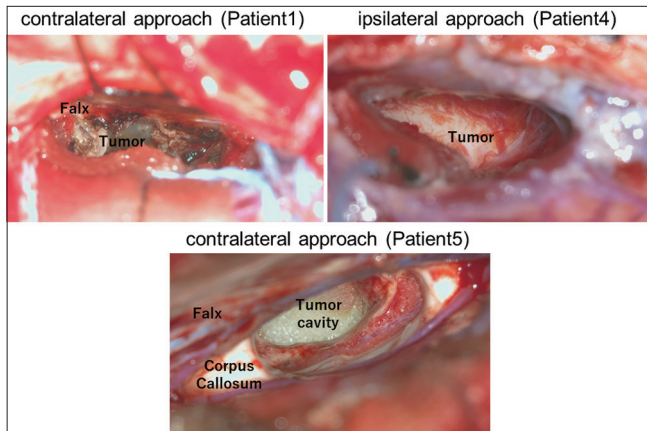 contralateral approach (Patient1)
ipsilateral approach (Patient4)
Falx
Tumor
Tumor
contralateral approach (Patient5)
Tumor
cavity
Falx
Corpus
Callosum